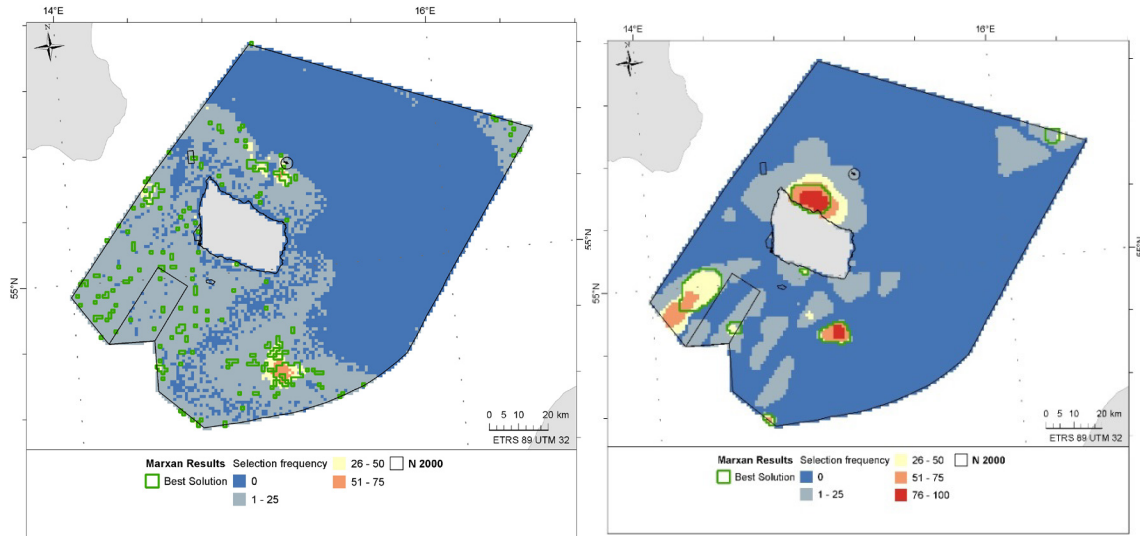 14°E 16°E
55°N
55°N
0 5 10 20 km
ETRS 89 UTM 32
Marxan Results Selection frequency 26 - 50 N 2000
Best Solution 0 51 - 75
1 - 25
14°E 16°E
55°N
55°N
0 5 10 20 km
ETRS 89 UTM 32
Marxan Results Selection frequency 26 - 50 N 2000
Best Solution 0 51 - 75
1 - 25 76 - 100